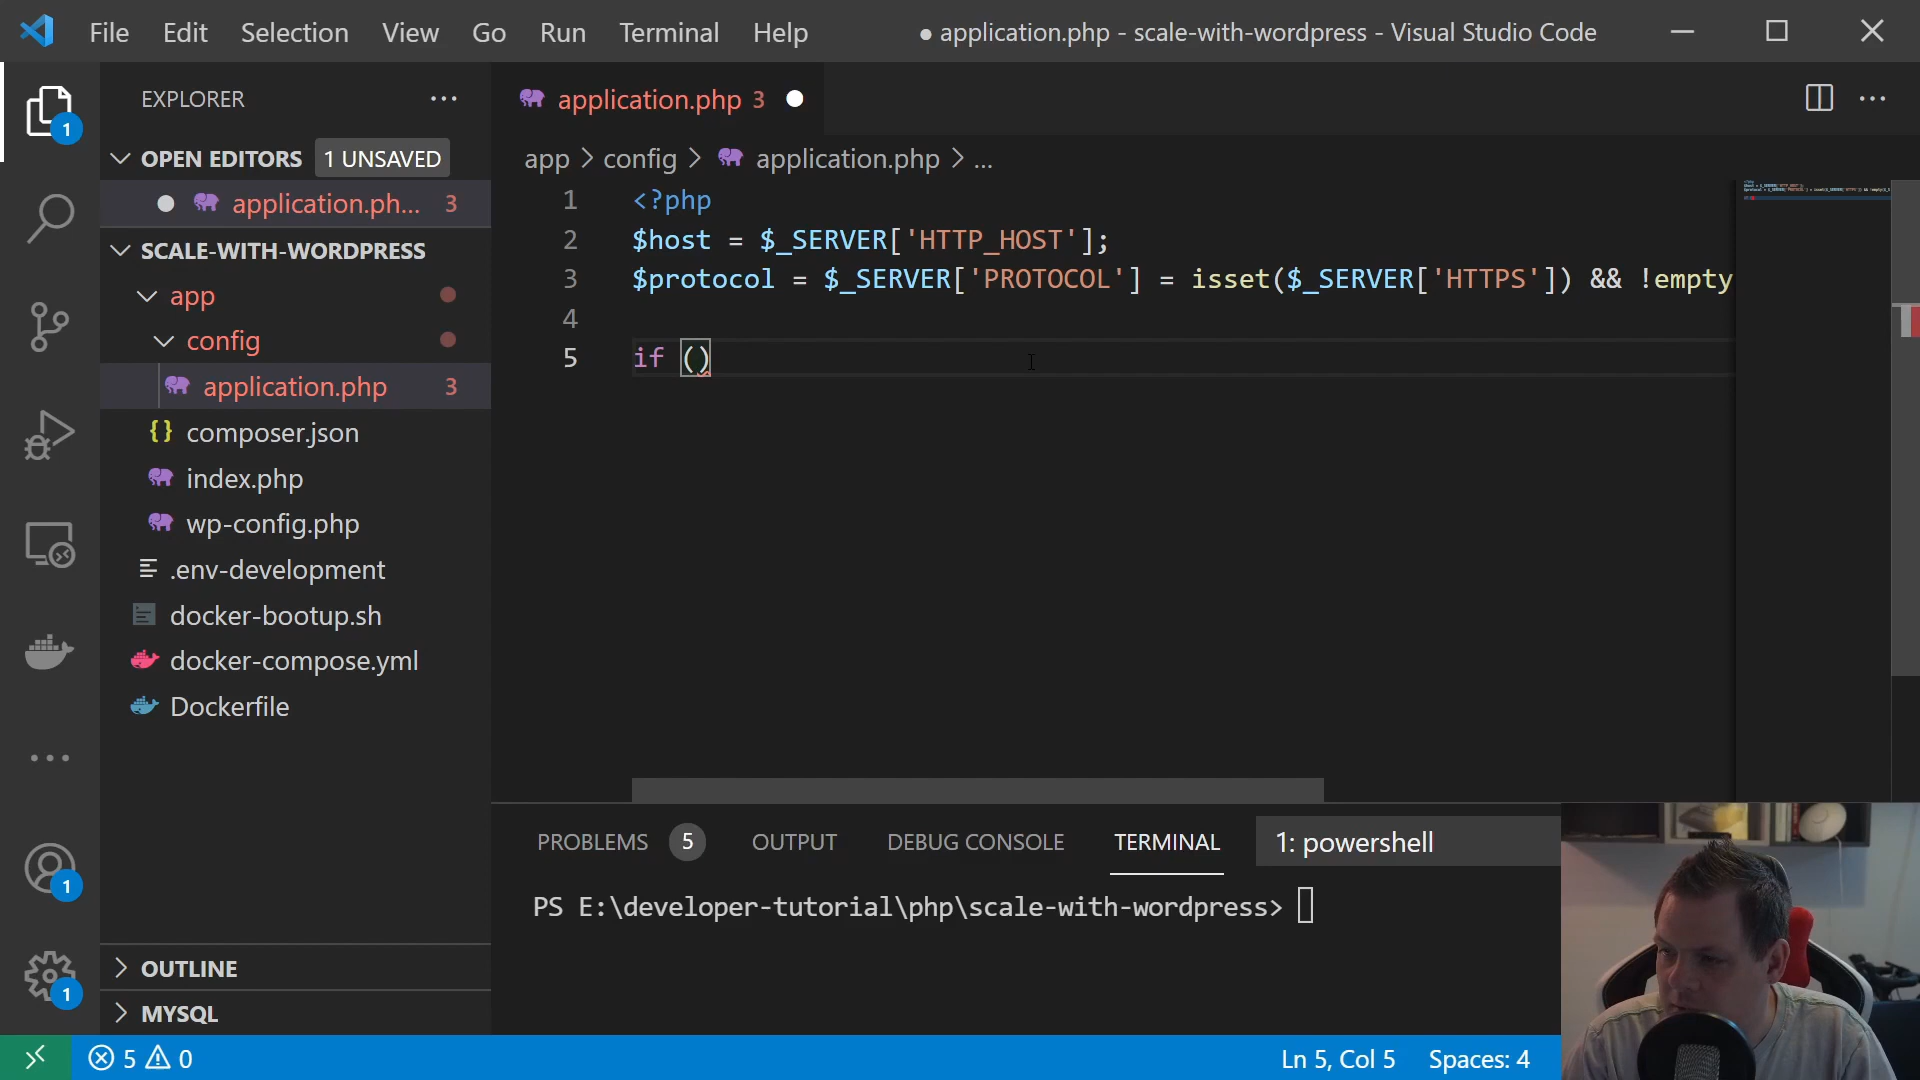 File Edit Selection View Go Run Terminal Help
● application.php - scale-with-wordpress - Visual Studio Code
EXPLORER
OPEN EDITORS 1 UNSAVED
application.ph... 3
SCALE-WITH-WORDPRESS
app
config
application.php 3
composer.json
index.php
wp-config.php
.env-development
docker-bootup.sh
docker-compose.yml
Dockerfile
OUTLINE
MYSQL
1
1
1
application.php 3
app > config > application.php > ...
1 <?php
2 $host = $_SERVER['HTTP_HOST'];
3 $protocol = $_SERVER['PROTOCOL'] = isset($_SERVER['HTTPS']) && !empty
4
5 if ()
PROBLEMS 5 OUTPUT DEBUG CONSOLE TERMINAL 1: powershell
PS E:\developer-tutorial\php\scale-with-wordpress>
5 0 Ln 5, Col 5 Spaces: 4